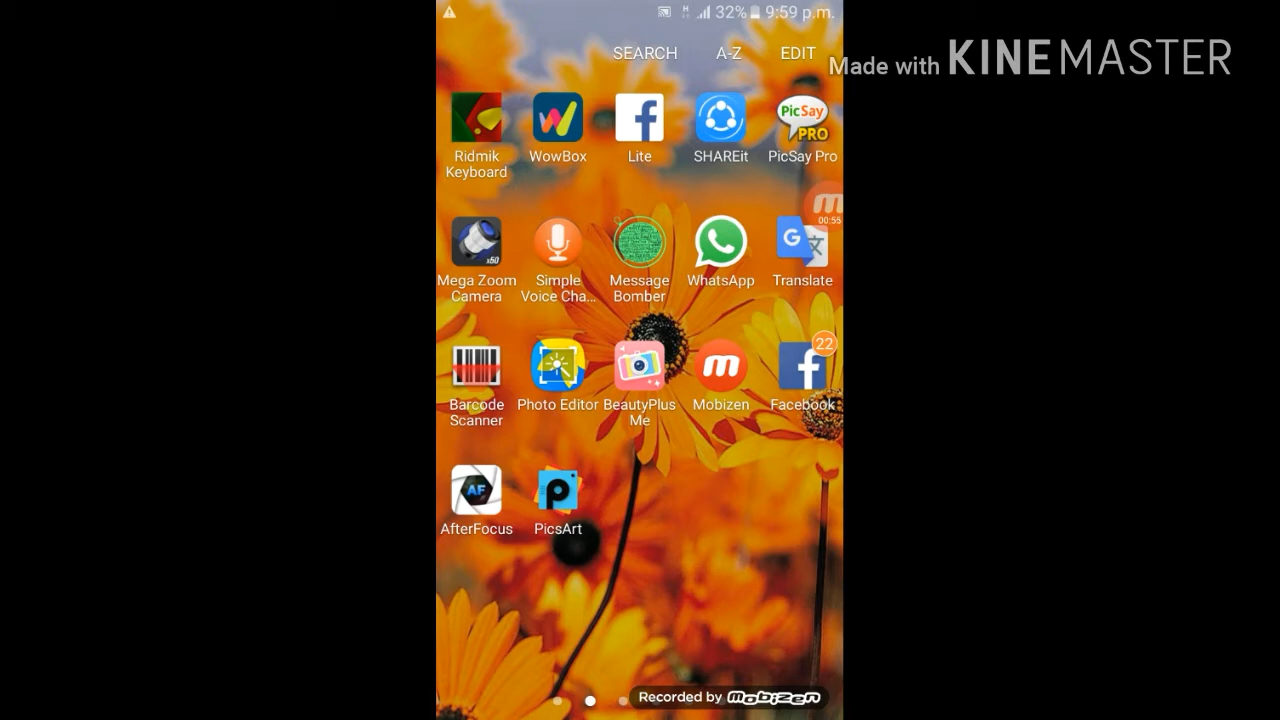 H 32% 9:59 p.m.
SEARCH A-Z EDIT
Made with KINEMASTER
PicSay
PRO
Ridmik Keyboard
WowBox
Lite
SHAREit
PicSay Pro
m
00:55
x50
G
Mega Zoom Camera
Simple Voice Cha...
Message Bomber
WhatsApp
Translate
22
Barcode Scanner
Photo Editor
BeautyPlus Me
Mobizen
Facebook
AF
AfterFocus
PicsArt
Recorded by Mobizen